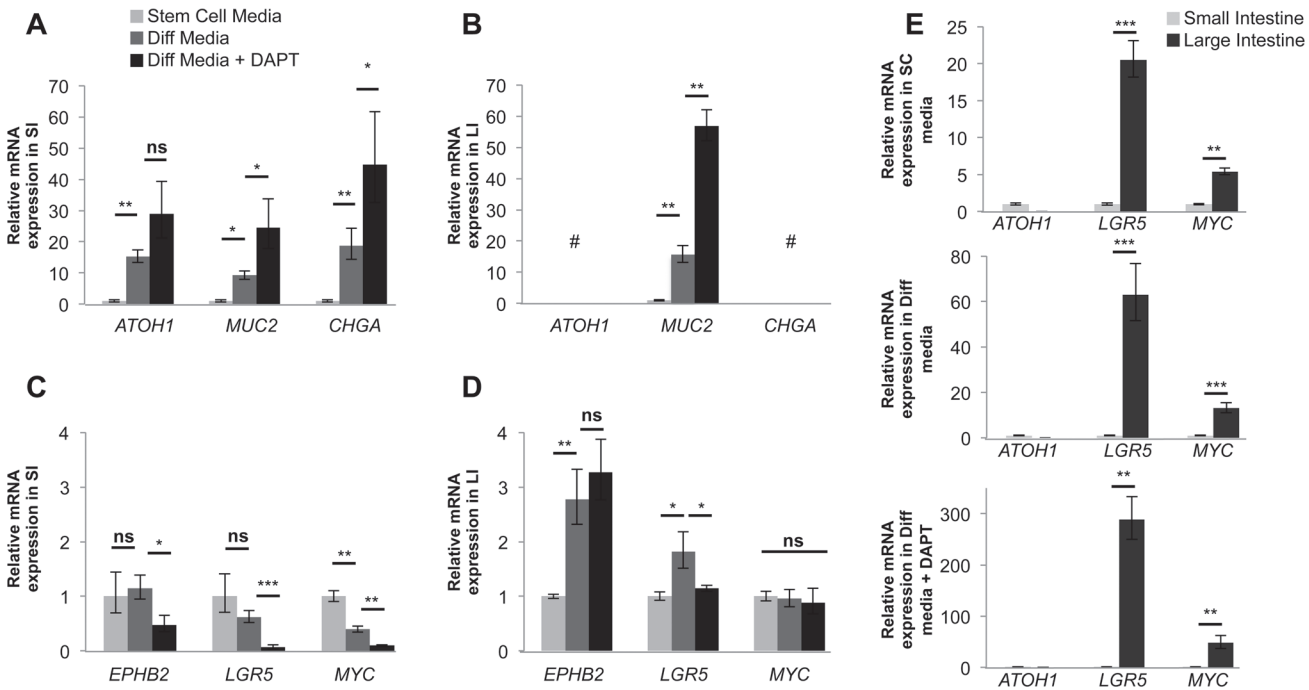 A
Stem Cell Media
Diff Media
Diff Media + DAPT
Relative mRNA
expression in SI
70
60
50
40
30
20
10
0
** ns
* *
** *
ATOH1 MUC2 CHGA
B
Relative mRNA
expression in LI
70
60
50
40
30
20
10
0
#
** **
#
ATOH1 MUC2 CHGA
C
Relative mRNA
expression in SI
4
3
2
1
0
ns *
ns ***
** **
EPHB2 LGR5 MYC
D
Relative mRNA
expression in LI
4
3
2
1
0
** ns
* *
ns
EPHB2 LGR5 MYC
E
Small Intestine
Large Intestine
Relative mRNA
expression in SC
media
25
20
15
10
5
0
***
**
ATOH1 LGR5 MYC
Relative mRNA
expression in Diff
media
80
60
40
20
0
***
***
ATOH1 LGR5 MYC
Relative mRNA
expression in Diff
media + DAPT
300
200
100
0
**
**
ATOH1 LGR5 MYC